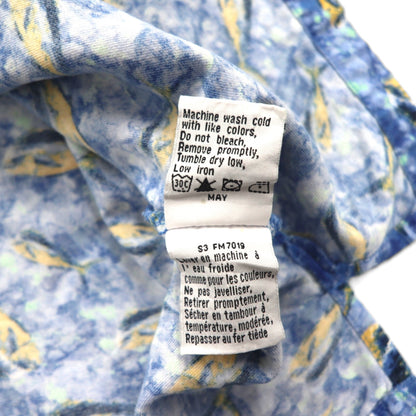 Machine wash cold
with like colors,
Do not bleach,
Remove promptly,
Tumble dry low,
Low iron
30C
MAY
S3 FM7019
en machine à
eau froide
comme pour les couleurs,
Ne pas javelliser,
Retirer promptement,
Sécher en tambour à
température, modérée,
Repasser au fer tiède